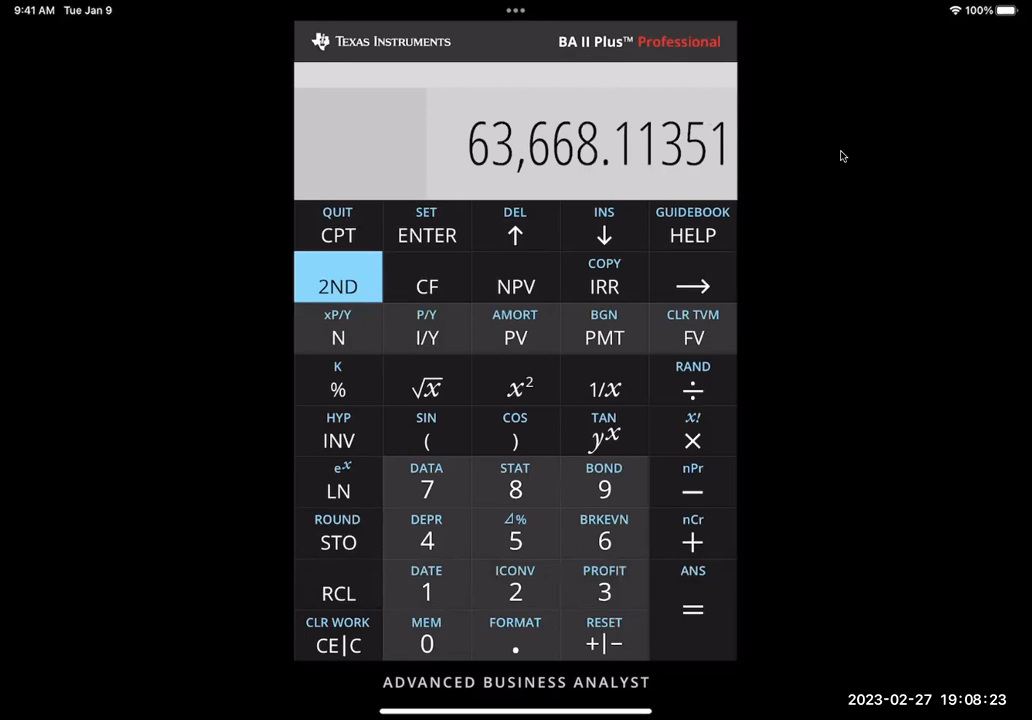 9:41 AM Tue Jan 9 100%
TEXAS INSTRUMENTS BA II Plus™ Professional
63,668.11351
QUIT SET DEL INS GUIDEBOOK
CPT ENTER ↑ ↓ HELP
COPY
2ND CF NPV IRR →
xP/Y P/Y AMORT BGN CLR TVM
N I/Y PV PMT FV
K RAND
% √x x² 1/x ÷
HYP SIN COS TAN x!
INV ( ) yˣ ×
eˣ DATA STAT BOND nPr
LN 7 8 9 −
ROUND DEPR ⊿% BRKEVN nCr
STO 4 5 6 +
DATE ICONV PROFIT ANS
RCL 1 2 3 =
CLR WORK MEM FORMAT RESET
CE|C 0 . +|−
ADVANCED BUSINESS ANALYST
2023-02-27 19:08:23